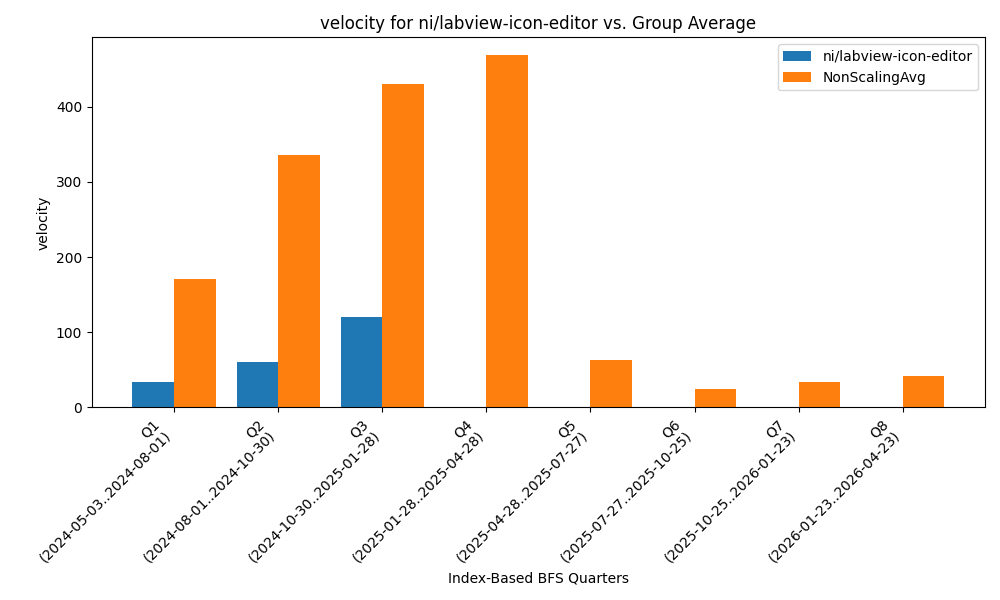 velocity for ni/labview-icon-editor vs. Group Average
ni/labview-icon-editor
NonScalingAvg
velocity
400
300
200
100
0
Q1
(2024-05-03..2024-08-01)
Q2
(2024-08-01..2024-10-30)
Q3
(2024-10-30..2025-01-28)
Q4
(2025-01-28..2025-04-28)
Q5
(2025-04-28..2025-07-27)
Q6
(2025-07-27..2025-10-25)
Q7
(2025-10-25..2026-01-23)
Q8
(2026-01-23..2026-04-23)
Index-Based BFS Quarters